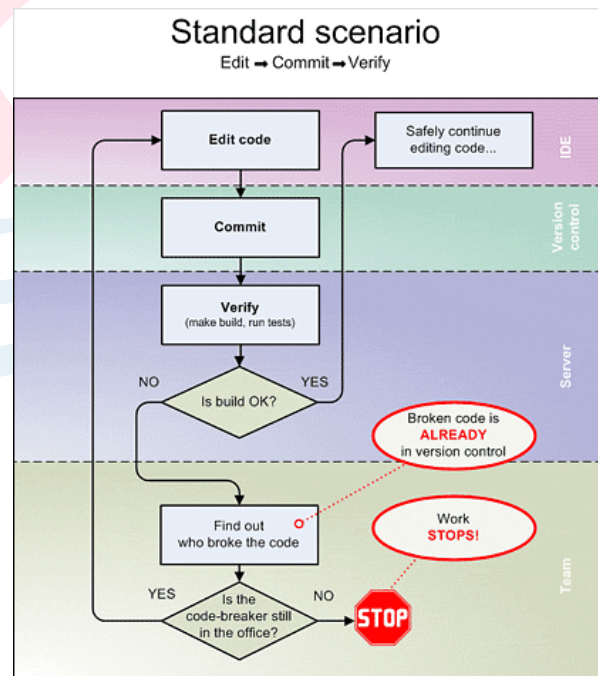 Standard scenario
Edit ➡ Commit ➡ Verify
Edit code
Safely continue
editing code...
IDE
Commit
Version
control
Verify
(make build, run tests)
Server
NO
YES
Is build OK?
Broken code is
ALREADY
in version control
Find out
who broke the code
Work
STOPS!
Team
YES
Is the
code-breaker still
in the office?
NO
STOP